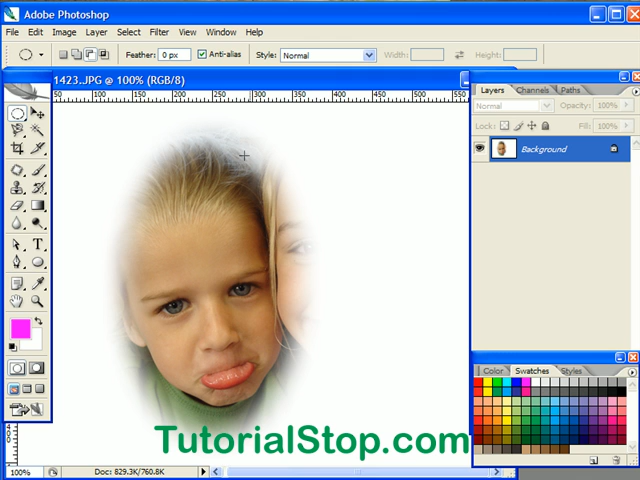 Adobe Photoshop
File Edit Image Layer Select Filter View Window Help
Feather: 0 px Anti-alias Style: Normal Width: Height:
1423.JPG @ 100% (RGB/8)
50 100 150 200 250 300 350 400 450 500 550
Layers Channels Paths
Normal Opacity: 100%
Lock: Fill: 100%
Background
TutorialStop.com
Color Swatches Styles
100% Doc: 829.3K/760.8K